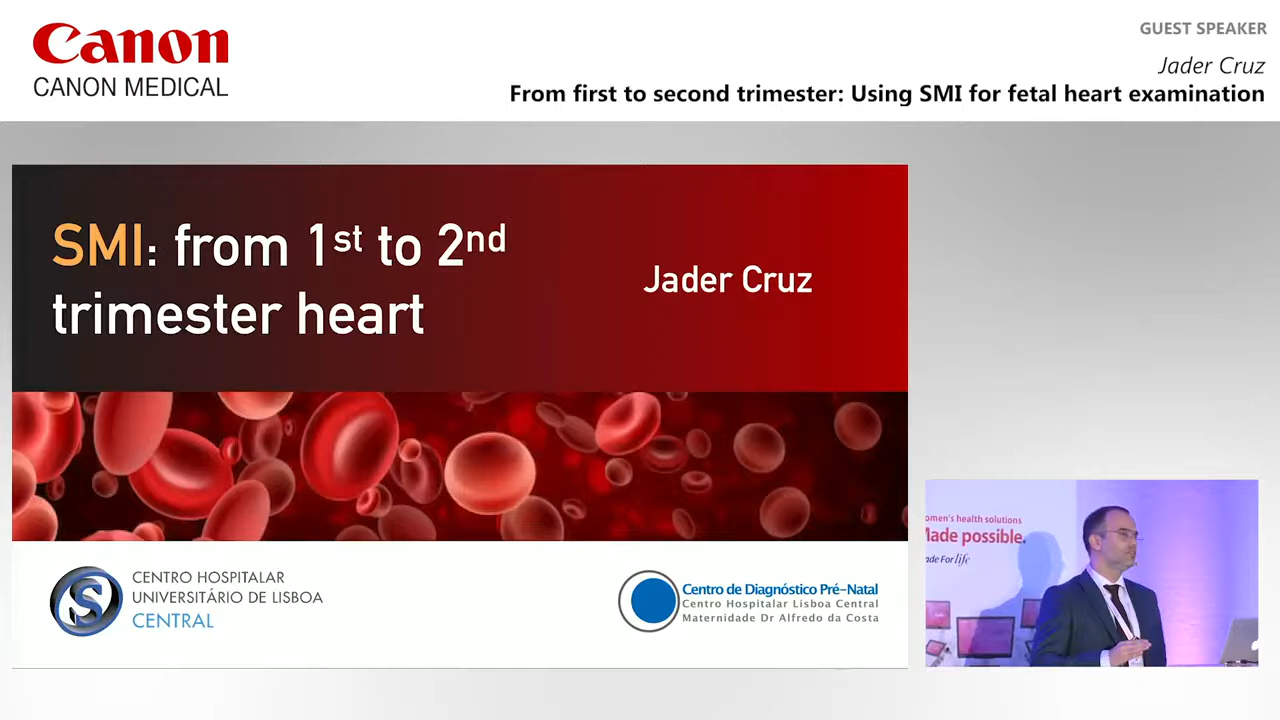 Canon
CANON MEDICAL
GUEST SPEAKER
Jader Cruz
From first to second trimester: Using SMI for fetal heart examination
SMI: from 1st to 2nd
trimester heart
Jader Cruz
CENTRO HOSPITALAR
UNIVERSITÁRIO DE LISBOA
CENTRAL
Centro de Diagnóstico Pré-Natal
Centro Hospitalar Lisboa Central
Maternidade Dr Alfredo da Costa
omen's health solutions
Made possible.
ade For life